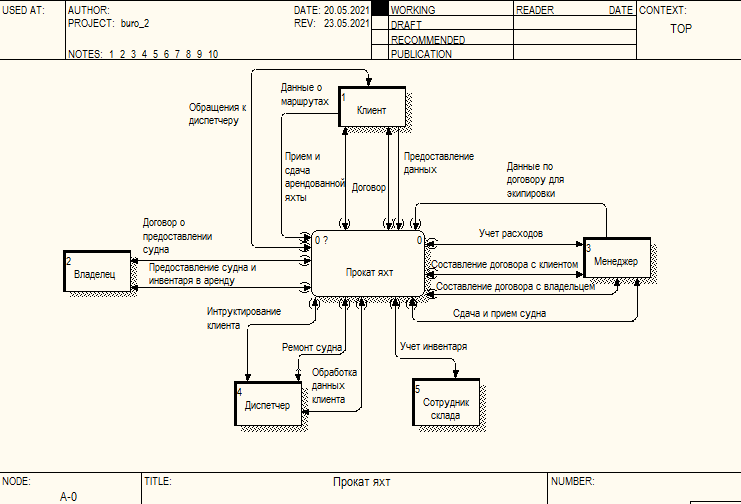 USED AT:
AUTHOR:
DATE: 20.05.2021
WORKING
READER
DATE
CONTEXT:
PROJECT: buro_2
REV: 23.05.2021
DRAFT
TOP
RECOMMENDED
NOTES: 1 2 3 4 5 6 7 8 9 10
PUBLICATION
Обращения к
диспетчеру
Данные о
маршрутах
1
Клиент
Прием и
сдача
арендованной
яхты
Договор
Предоставление
данных
Данные по
договору для
экипировки
Договор о
предоставлении
судна
2
Владелец
Предоставление судна и
инвентаря в аренду
0 ?
0
Прокат яхт
Учет расходов
3
Менеджер
Составление договора с клиентом
Составление договора с владельцем
Сдача и прием судна
Интруктирование
клиента
Ремонт судна
Обработка
данных
клиента
Учет инвентаря
4
Диспетчер
5
Сотрудник
склада
NODE:
TITLE:
Прокат яхт
NUMBER:
A-0